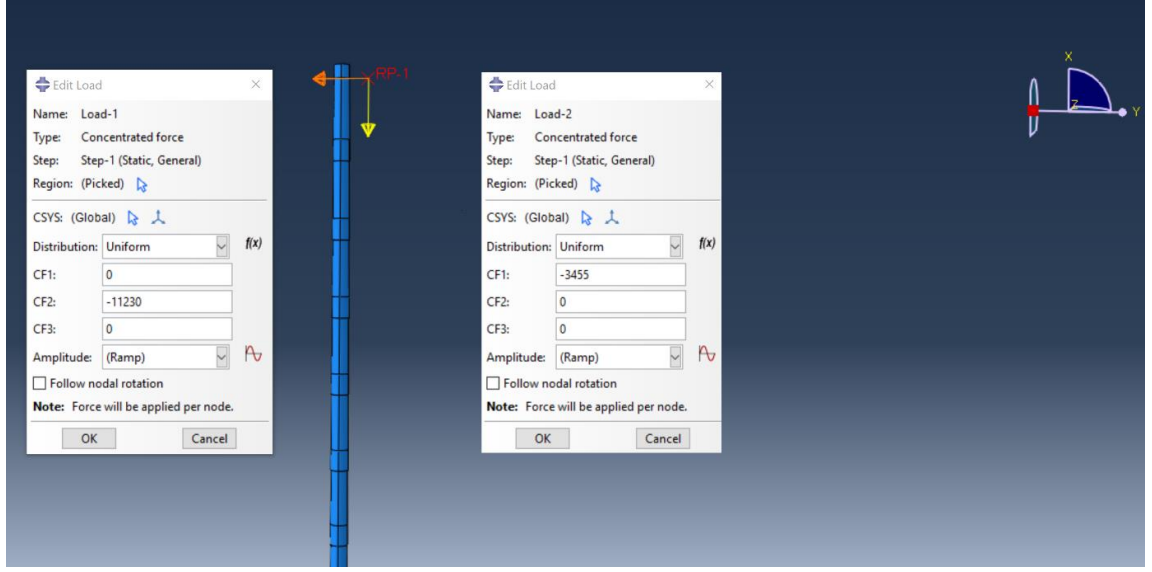 RP-1
Edit Load
Name: Load-1
Type: Concentrated force
Step: Step-1 (Static, General)
Region: (Picked)
CSYS: (Global)
Distribution: Uniform f(x)
CF1: 0
CF2: -11230
CF3: 0
Amplitude: (Ramp)
Follow nodal rotation
Note: Force will be applied per node.
OK Cancel
Edit Load
Name: Load-2
Type: Concentrated force
Step: Step-1 (Static, General)
Region: (Picked)
CSYS: (Global)
Distribution: Uniform f(x)
CF1: -3455
CF2: 0
CF3: 0
Amplitude: (Ramp)
Follow nodal rotation
Note: Force will be applied per node.
OK Cancel
X
Z
Y